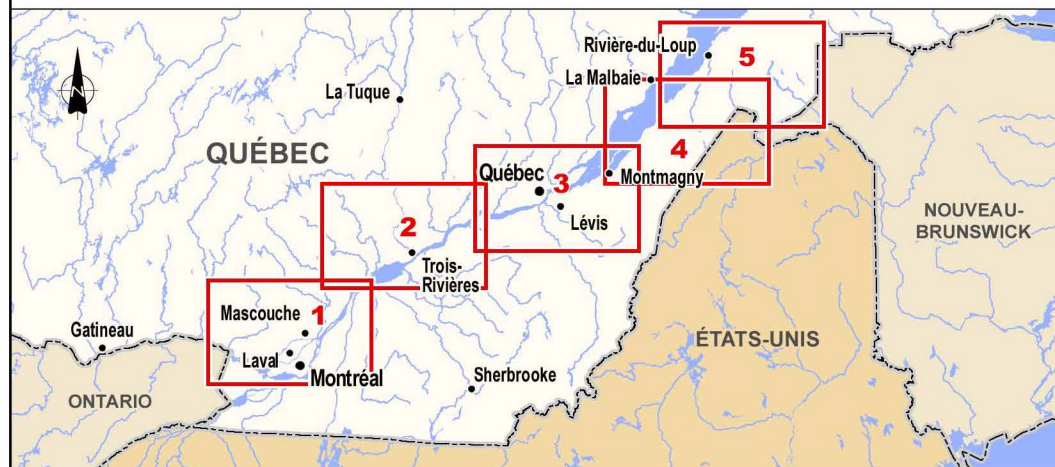 Rivière-du-Loup
5
La Malbaie
La Tuque
N
QUÉBEC
4
Québec
3
Montmagny
Lévis
NOUVEAU-
BRUNSWICK
2
Trois-
Rivières
Mascouche
1
Gatineau
Laval
Montréal
ÉTATS-UNIS
Sherbrooke
ONTARIO